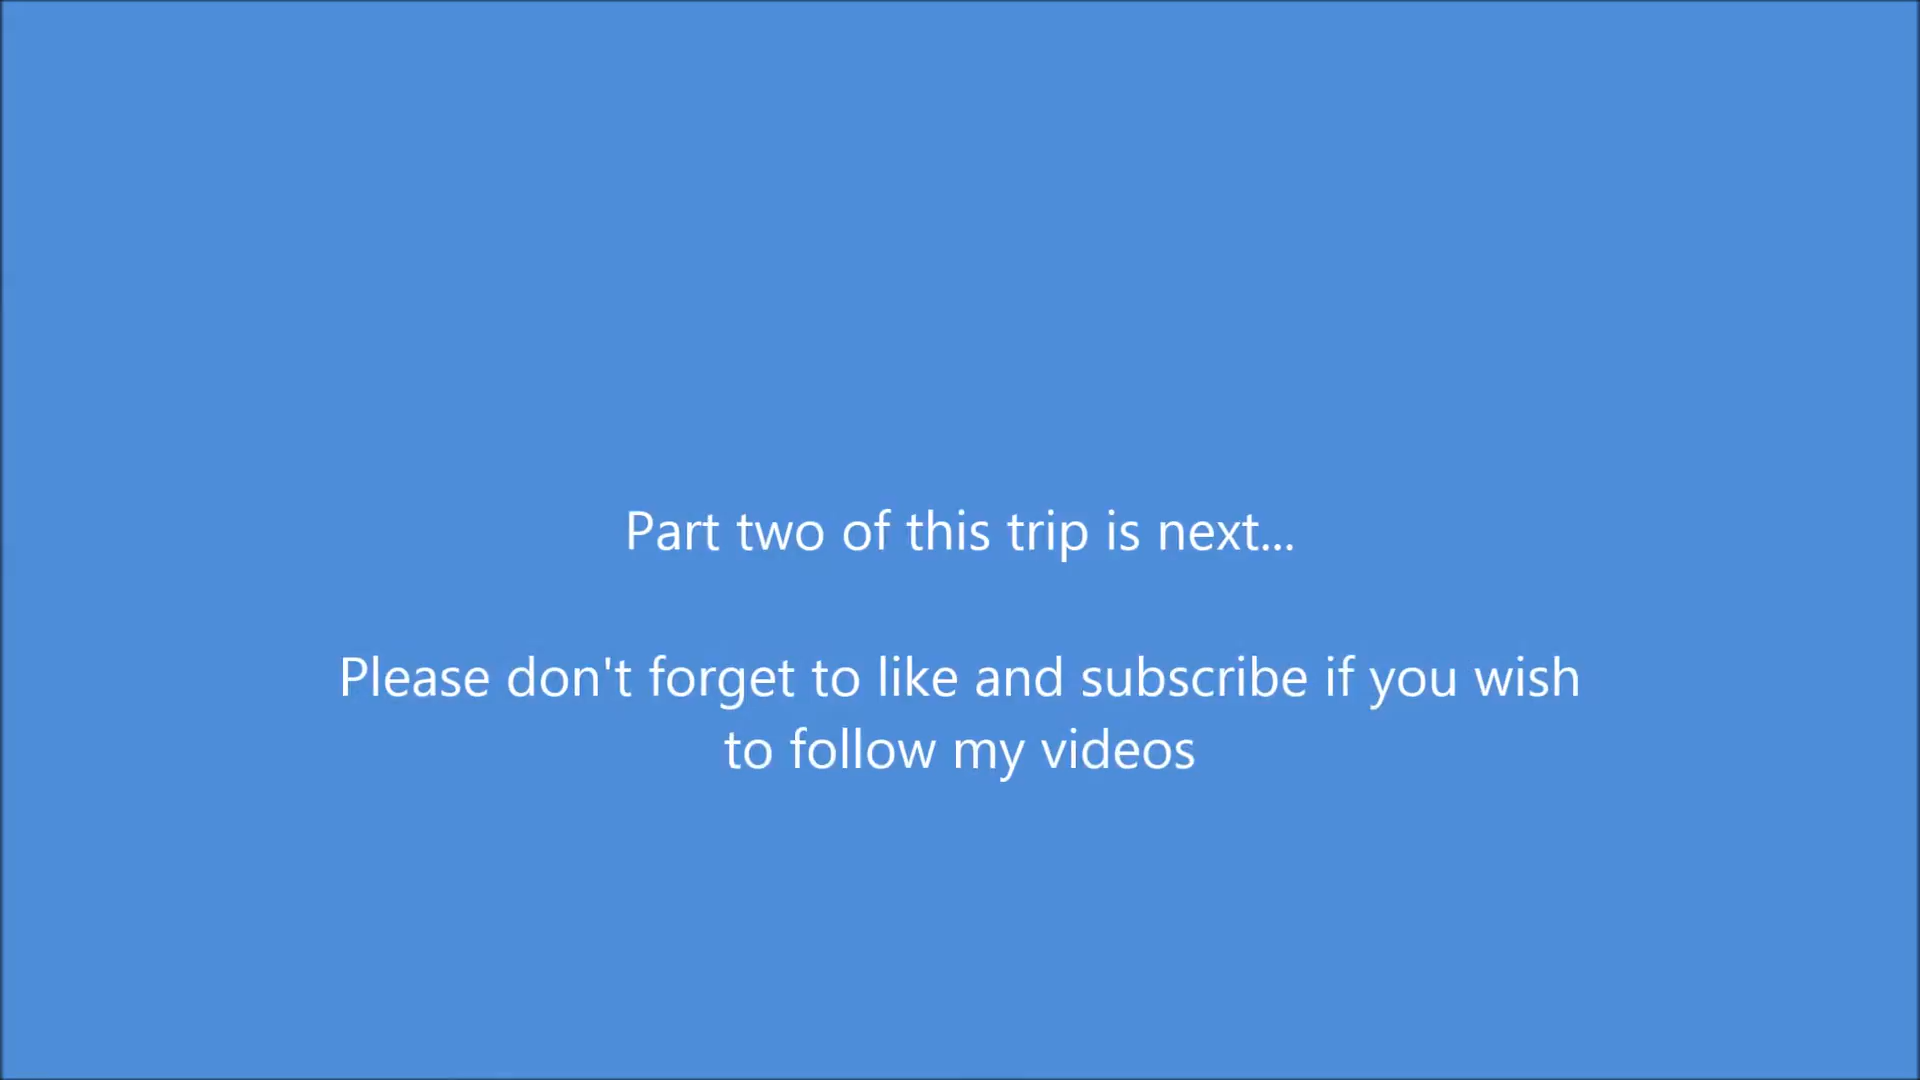 Part two of this trip is next...
Please don't forget to like and subscribe if you wish
to follow my videos